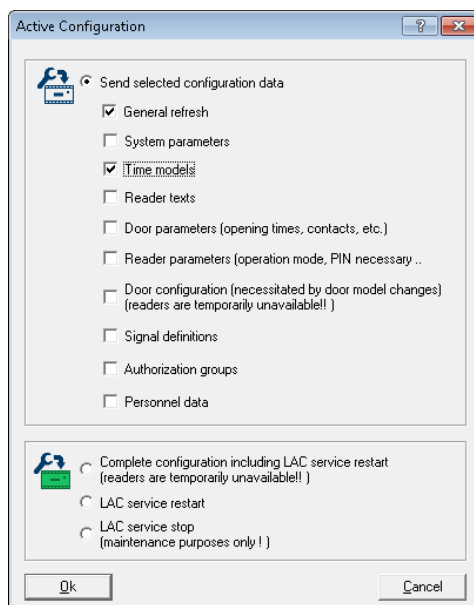 Active Configuration
?
Send selected configuration data
General refresh
System parameters
Time models
Reader texts
Door parameters (opening times, contacts, etc.)
Reader parameters (operation mode, PIN necessary ..
Door configuration (necessitated by door model changes)
(readers are temporarily unavailable!! )
Signal definitions
Authorization groups
Personnel data
Complete configuration including LAC service restart
(readers are temporarily unavailable!! )
LAC service restart
LAC service stop
(maintenance purposes only ! )
Ok
Cancel